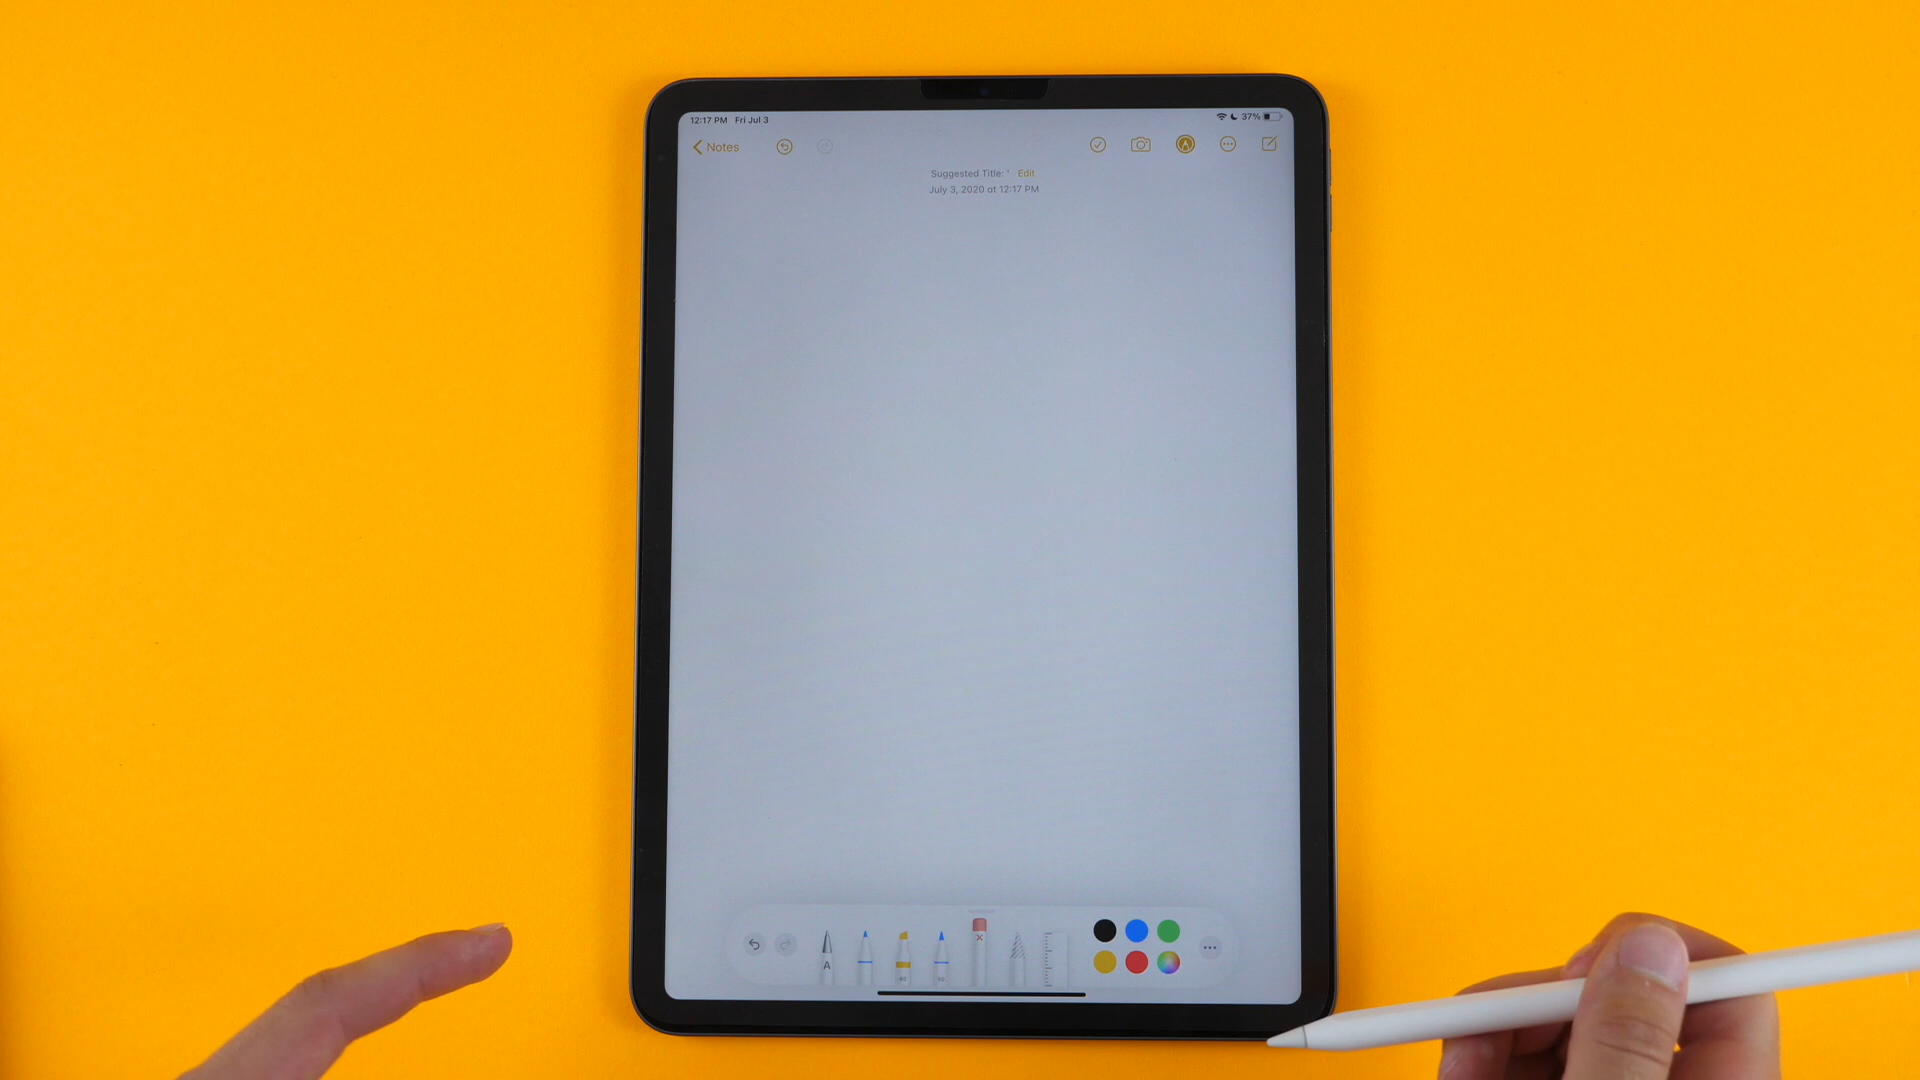 12:17 PM Fri Jul 3
37%
Notes
Suggested Title: ' Edit
July 3, 2020 at 12:17 PM
A